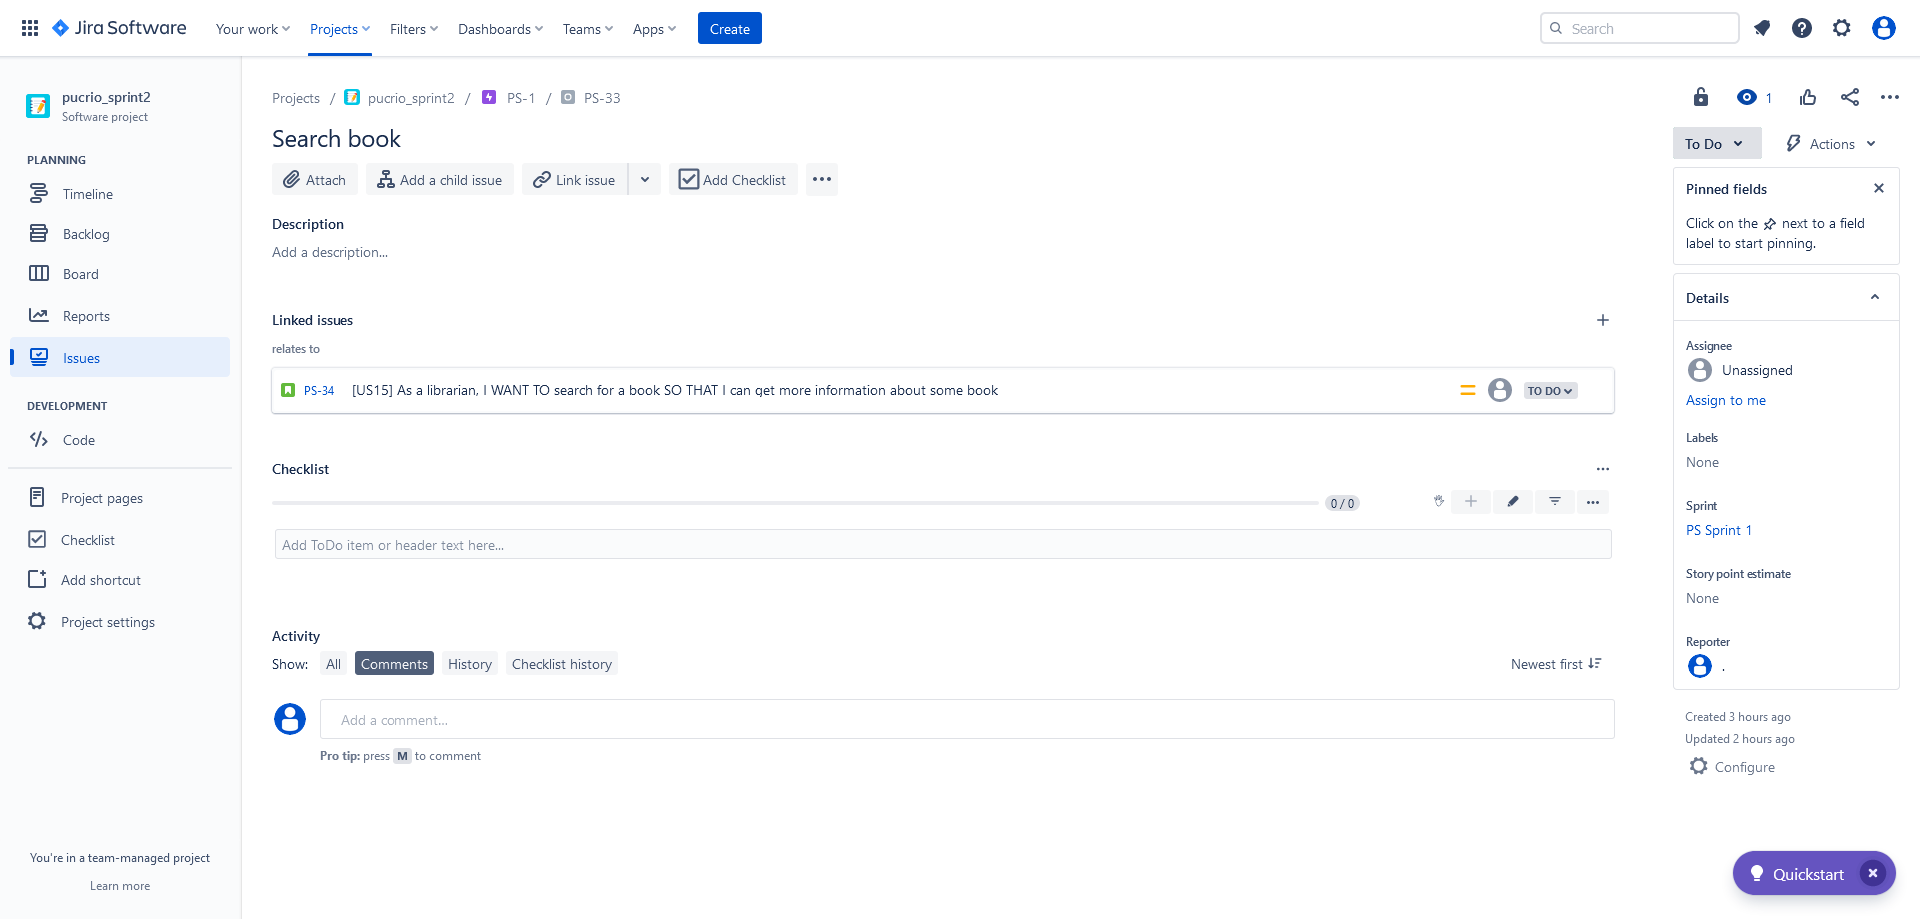 Jira Software
Your work
Projects
Filters
Dashboards
Teams
Apps
Create
Search
pucrio_sprint2
Software project
PLANNING
Timeline
Backlog
Board
Reports
Issues
DEVELOPMENT
Code
Project pages
Checklist
Add shortcut
Project settings
You're in a team-managed project
Learn more
Projects / pucrio_sprint2 / PS-1 / PS-33
Search book
Attach
Add a child issue
Link issue
Add Checklist
Description
Add a description...
Linked issues
relates to
PS-34 [US15] As a librarian, I WANT TO search for a book SO THAT I can get more information about some book
TO DO
Checklist
0 / 0
Add ToDo item or header text here...
Activity
Show: All Comments History Checklist history
Newest first
Add a comment...
Pro tip: press M to comment
1
To Do
Actions
Pinned fields
Click on the next to a field
label to start pinning.
Details
Assignee
Unassigned
Assign to me
Labels
None
Sprint
PS Sprint 1
Story point estimate
None
Reporter
.
Created 3 hours ago
Updated 2 hours ago
Configure
Quickstart